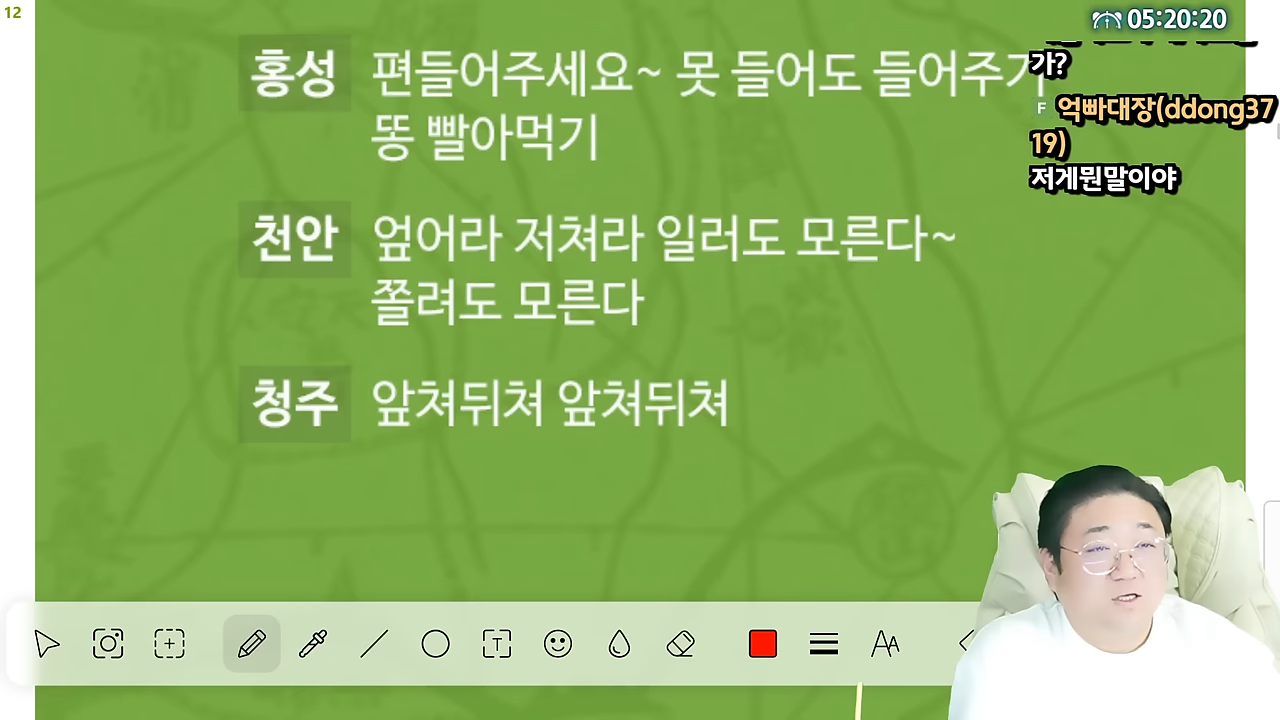 12
05:20:20
홍성 편들어주세요~ 못 들어도 들어주기
똥 빨아먹기
천안 엎어라 저쳐라 일러도 모른다~
쫄려도 모른다
청주 앞쳐뒤쳐 앞쳐뒤쳐
가?
F 억빠대장(ddong37
19)
저게뭔말이야
T
AA